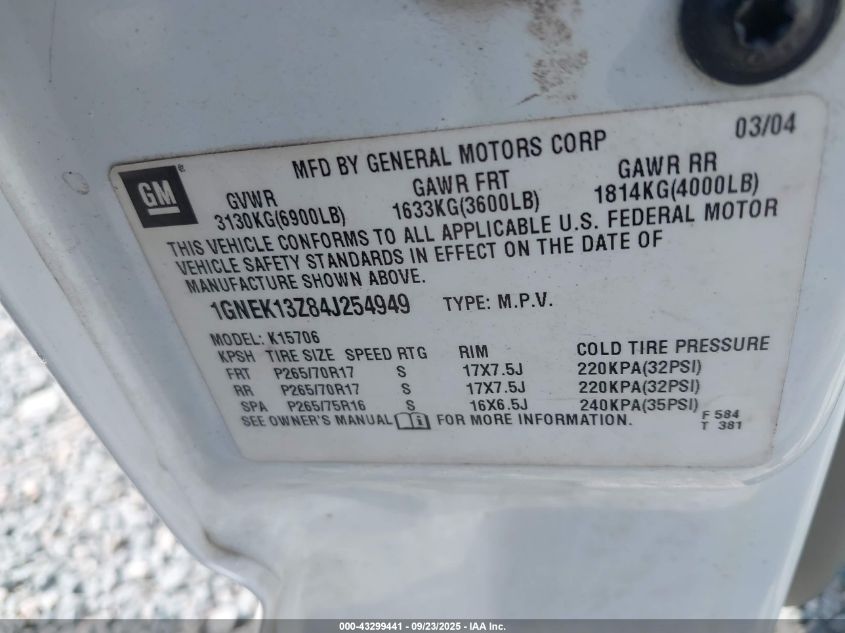 03/04
MFD BY GENERAL MOTORS CORP
GM
GVWR GAWR FRT GAWR RR
3130KG(6900LB) 1633KG(3600LB) 1814KG(4000LB)
THIS VEHICLE CONFORMS TO ALL APPLICABLE U.S. FEDERAL MOTOR
VEHICLE SAFETY STANDARDS IN EFFECT ON THE DATE OF
MANUFACTURE SHOWN ABOVE.
1GNEK13Z84J254949 TYPE: M.P.V.
MODEL: K15706
KPSH TIRE SIZE SPEED RTG RIM COLD TIRE PRESSURE
FRT P265/70R17 S 17X7.5J 220KPA(32PSI)
RR P265/70R17 S 17X7.5J 220KPA(32PSI)
SPA P265/75R16 S 16X6.5J 240KPA(35PSI)
SEE OWNER'S MANUAL i FOR MORE INFORMATION.
F 584
T 381
000-43299441 - 09/23/2025 - IAA Inc.